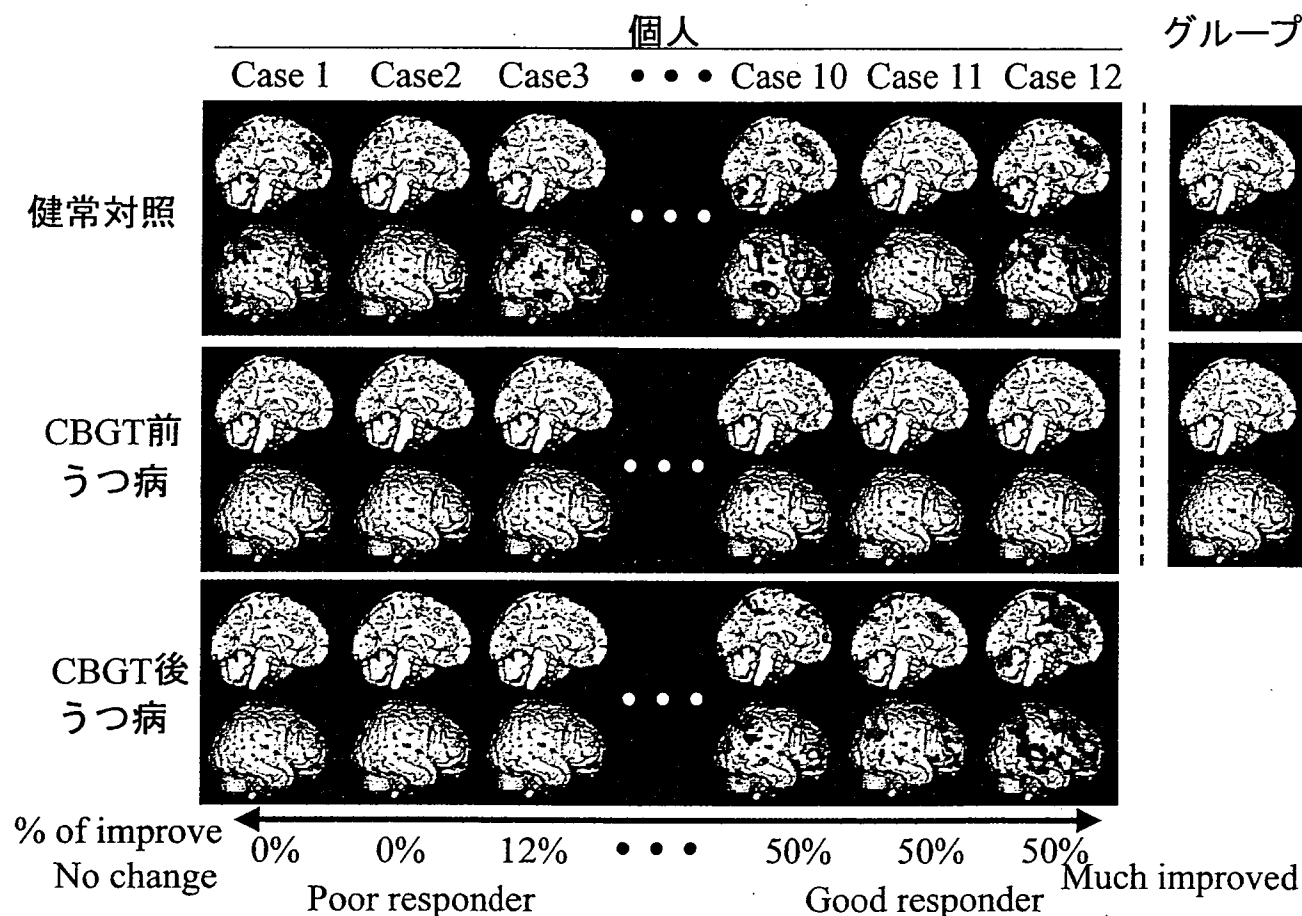 個人
グループ
Case 1 Case2 Case3 • • • Case 10 Case 11 Case 12
健常対照
CBGT前
うつ病
CBGT後
うつ病
% of improve
No change
0% 0% 12% • • • 50% 50% 50%
Much improved
Poor responder
Good responder